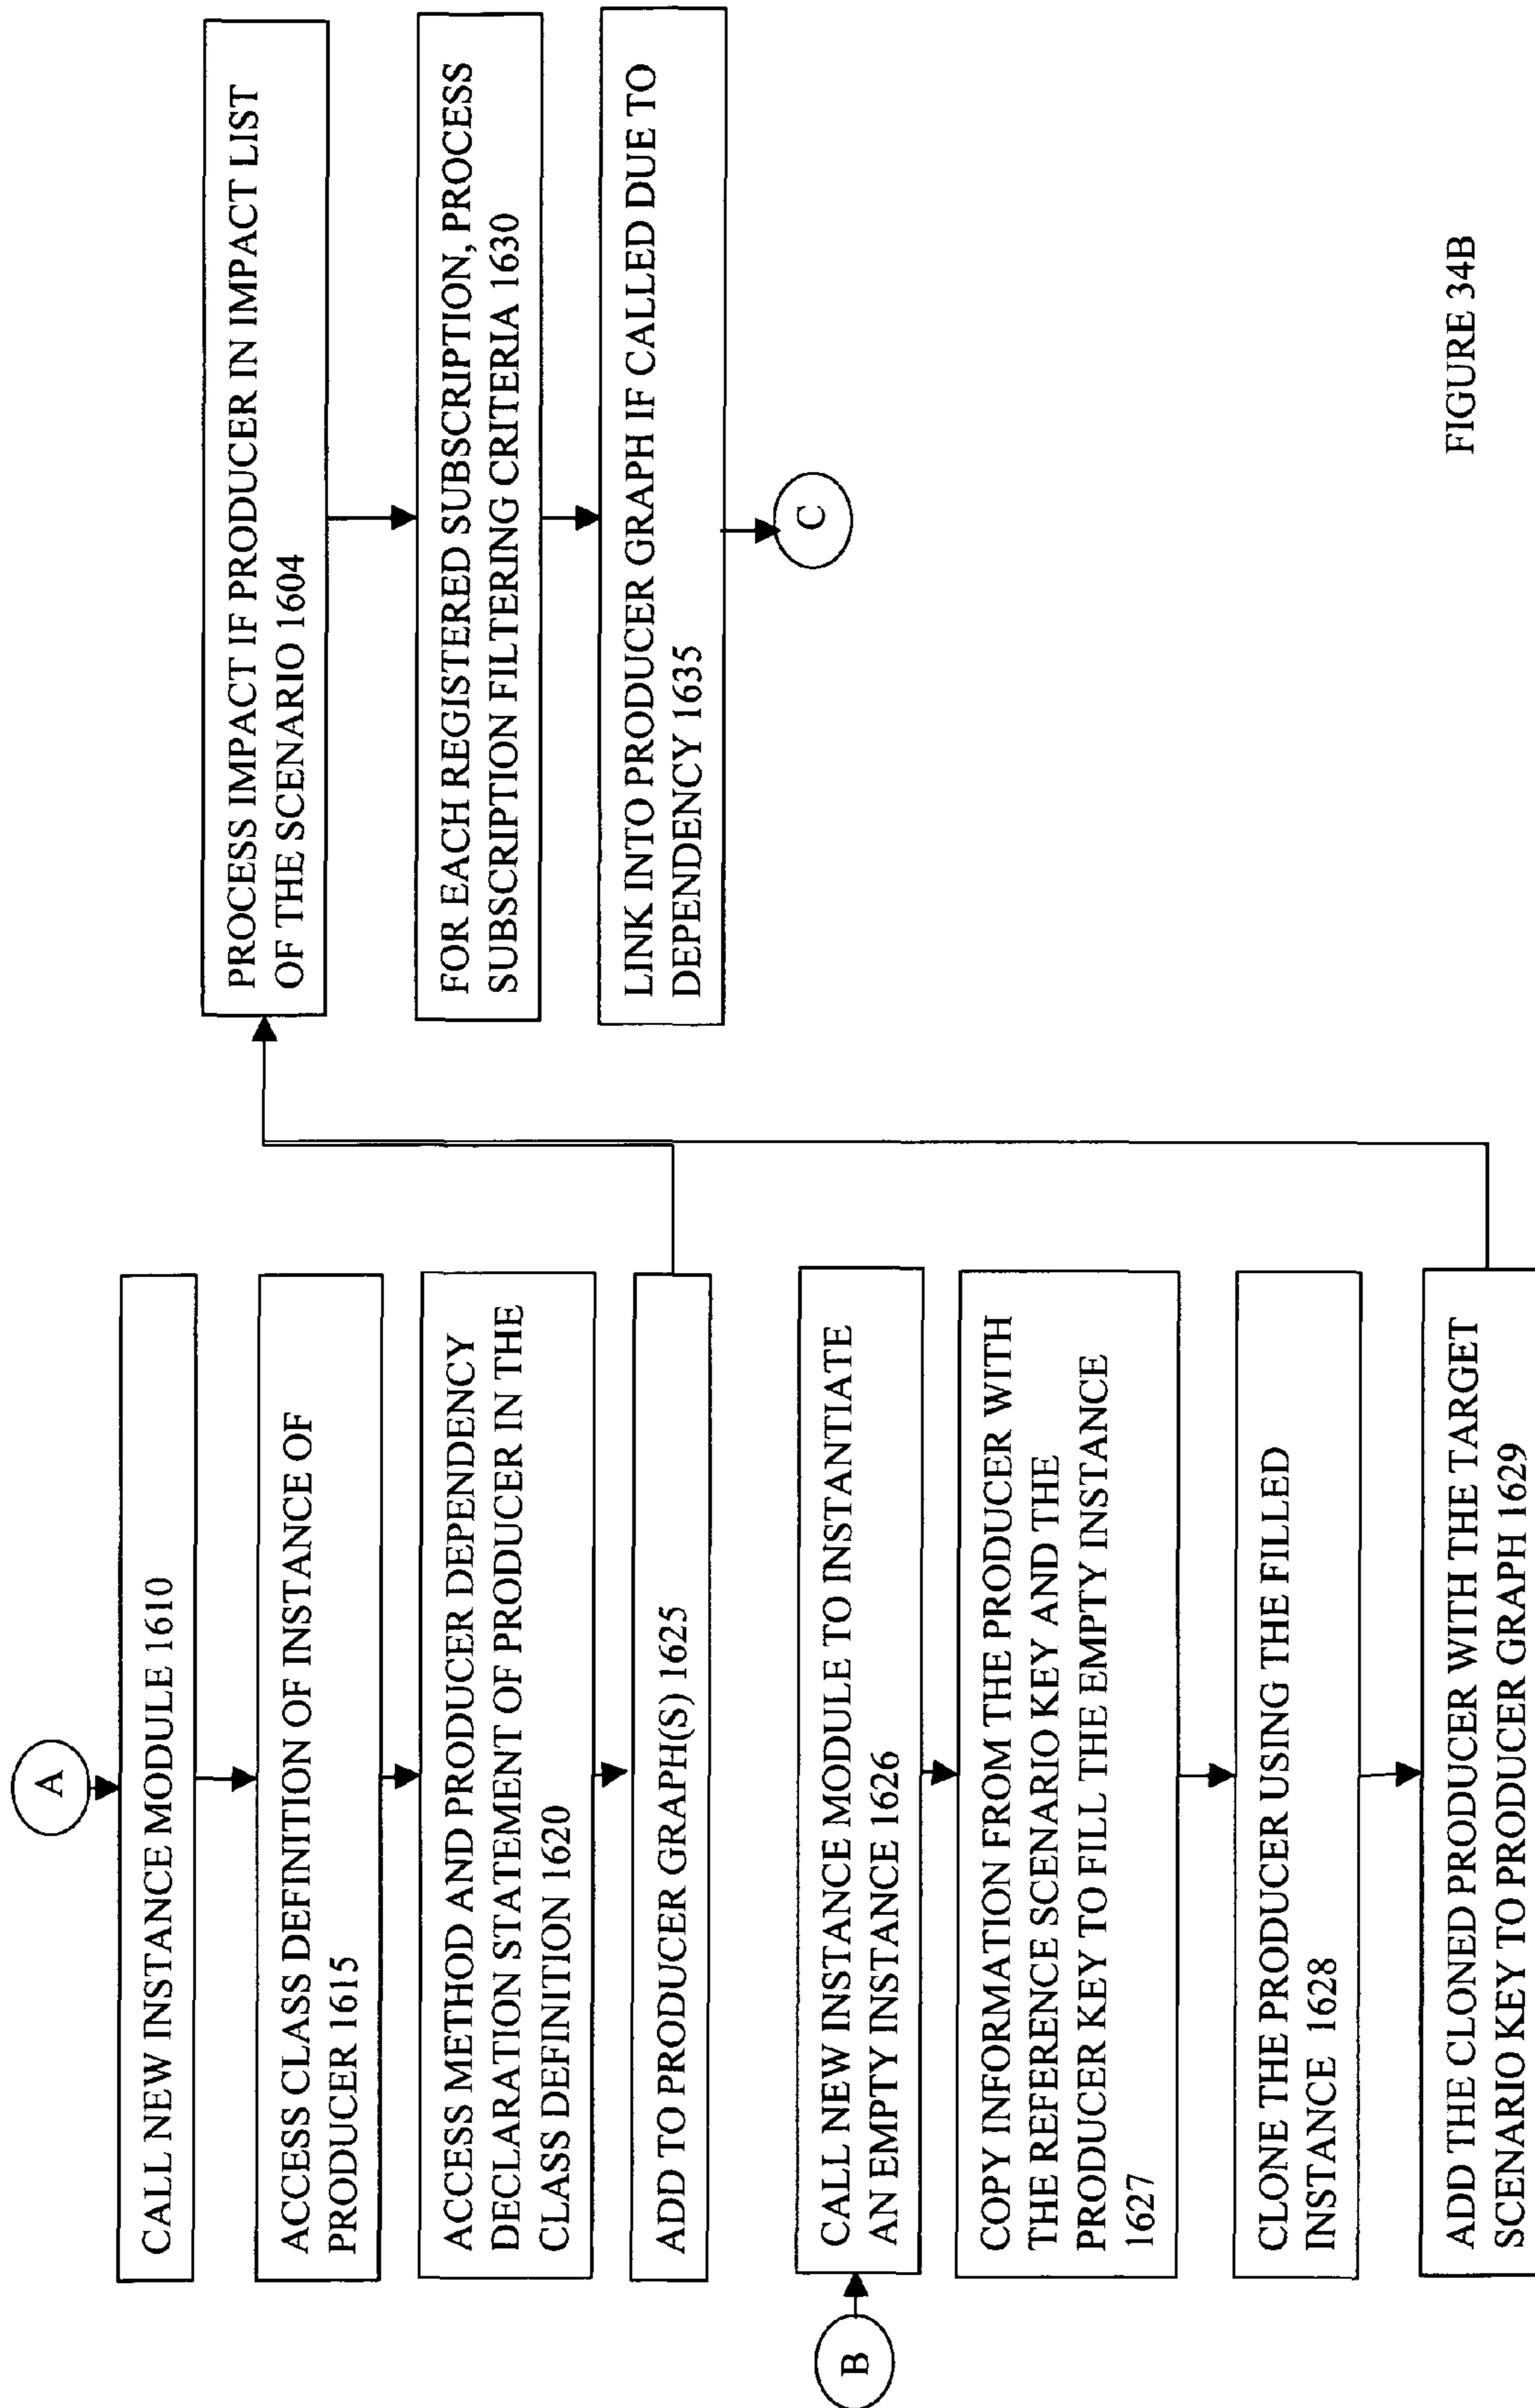 A
CALL NEW INSTANCE MODULE 1610
ACCESS CLASS DEFINITION OF INSTANCE OF
PRODUCER 1615
ACCESS METHOD AND PRODUCER DEPENDENCY
DECLARATION STATEMENT OF PRODUCER IN THE
CLASS DEFINITION 1620
ADD TO PRODUCER GRAPH(S) 1625
B
CALL NEW INSTANCE MODULE TO INSTANTIATE
AN EMPTY INSTANCE 1626
COPY INFORMATION FROM THE PRODUCER WITH
THE REFERENCE SCENARIO KEY AND THE
PRODUCER KEY TO FILL THE EMPTY INSTANCE
1627
CLONE THE PRODUCER USING THE FILLED
INSTANCE 1628
ADD THE CLONED PRODUCER WITH THE TARGET
SCENARIO KEY TO PRODUCER GRAPH 1629
PROCESS IMPACT IF PRODUCER IN IMPACT LIST
OF THE SCENARIO 1604
FOR EACH REGISTERED SUBSCRIPTION, PROCESS
SUBSCRIPTION FILTERING CRITERIA 1630
LINK INTO PRODUCER GRAPH IF CALLED DUE TO
DEPENDENCY 1635
C
FIGURE 34B